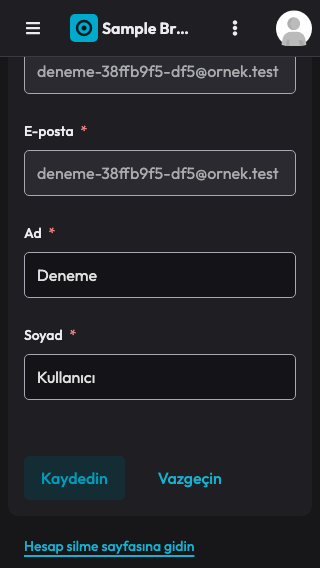 Sample Br...
deneme-38ffb9f5-df5@ornek.test
E-posta *
deneme-38ffb9f5-df5@ornek.test
Ad *
Deneme
Soyad *
Kullanıcı
Kaydedin
Vazgeçin
Hesap silme sayfasına gidin